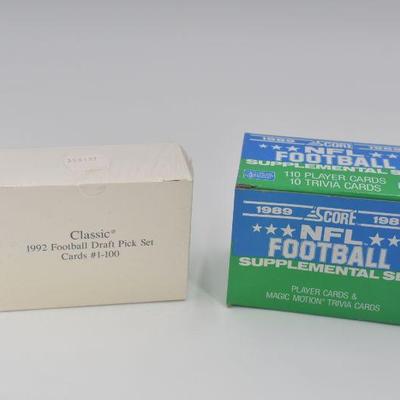 Classic®
1992 Football Draft Pick Set
Cards #1-100
1989 SCORE 1989
NFL
FOOTBALL
SUPPLEMENTAL SE
110 PLAYER CARDS
10 TRIVIA CARDS
1989 SCORE 198
NFL
FOOTBALL
SUPPLEMENTAL SE
PLAYER CARDS &
MAGIC MOTION® TRIVIA CARDS